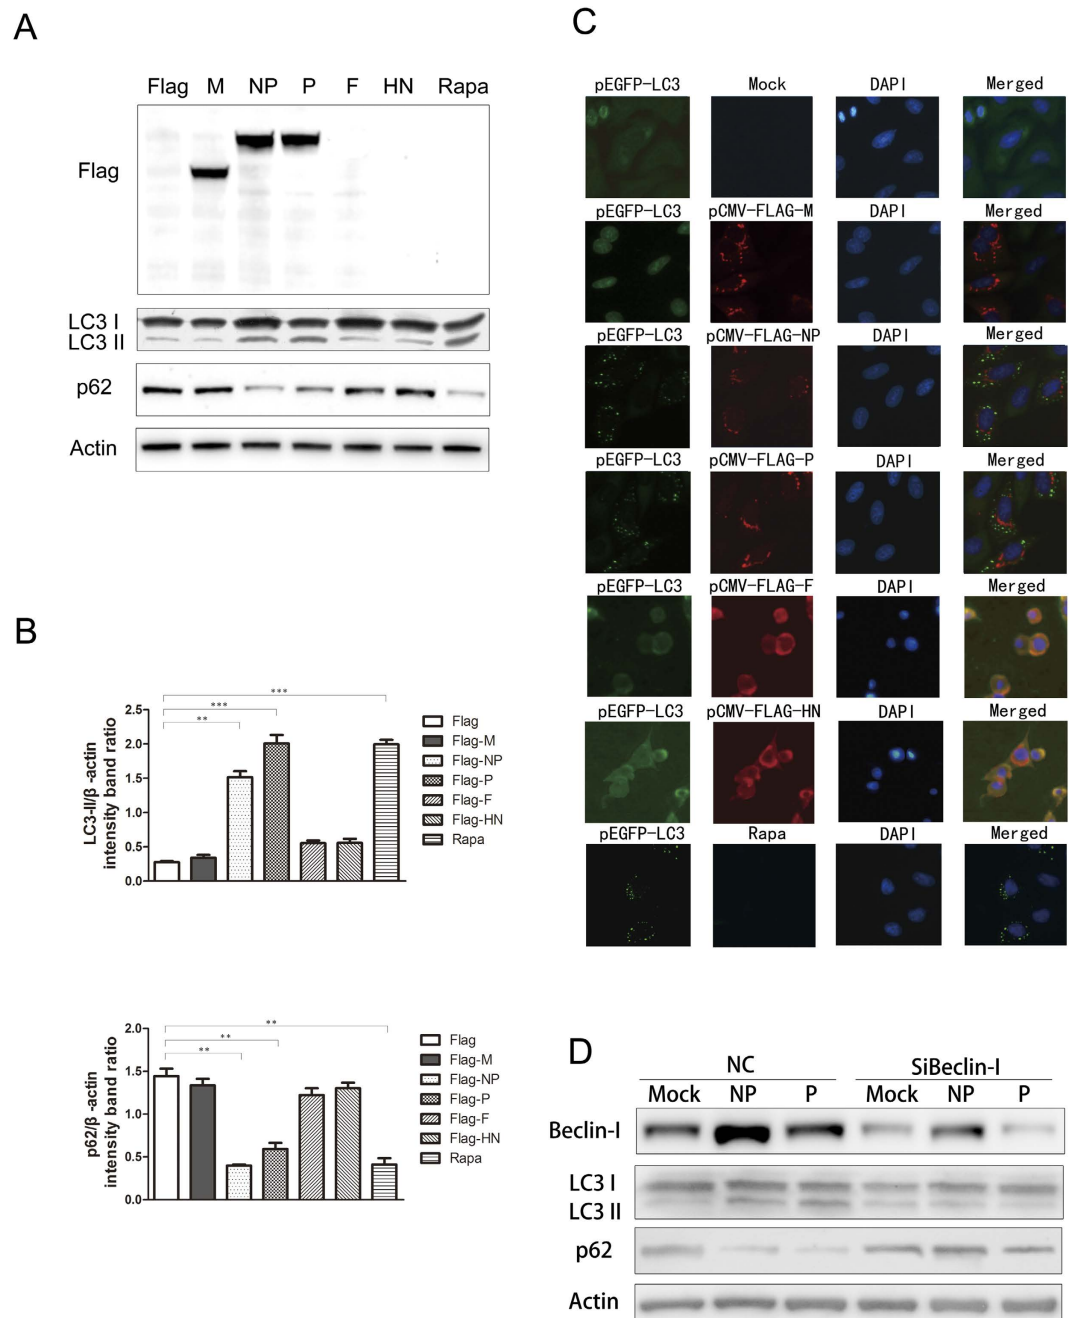 A
Flag M NP P F HN Rapa
Flag
LC3 I
LC3 II
p62
Actin
B
***
***
**
2.5
2.0
1.5
1.0
0.5
0.0
LC3-II/β -actin
intensity band ratio
Flag
Flag-M
Flag-NP
Flag-P
Flag-F
Flag-HN
Rapa
**
**
**
2.0
1.5
1.0
0.5
0.0
p62/β -actin
intensity band ratio
Flag
Flag-M
Flag-NP
Flag-P
Flag-F
Flag-HN
Rapa
C
pEGFP-LC3 Mock DAPI Merged
pEGFP-LC3 pCMV-FLAG-M DAPI Merged
pEGFP-LC3 pCMV-FLAG-NP DAPI Merged
pEGFP-LC3 pCMV-FLAG-P DAPI Merged
pEGFP-LC3 pCMV-FLAG-F DAPI Merged
pEGFP-LC3 pCMV-FLAG-HN DAPI Merged
pEGFP-LC3 Rapa DAPI Merged
D
NC SiBeclin-I
Mock NP P Mock NP P
Beclin-I
LC3 I
LC3 II
p62
Actin